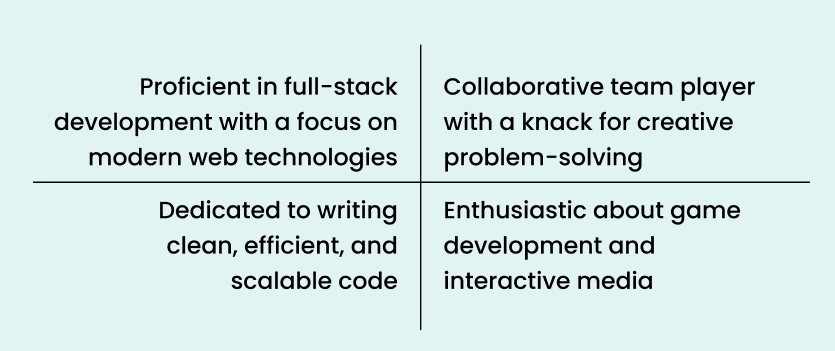 Proficient in full-stack
development with a focus on
modern web technologies
Collaborative team player
with a knack for creative
problem-solving
Dedicated to writing
clean, efficient, and
scalable code
Enthusiastic about game
development and
interactive media